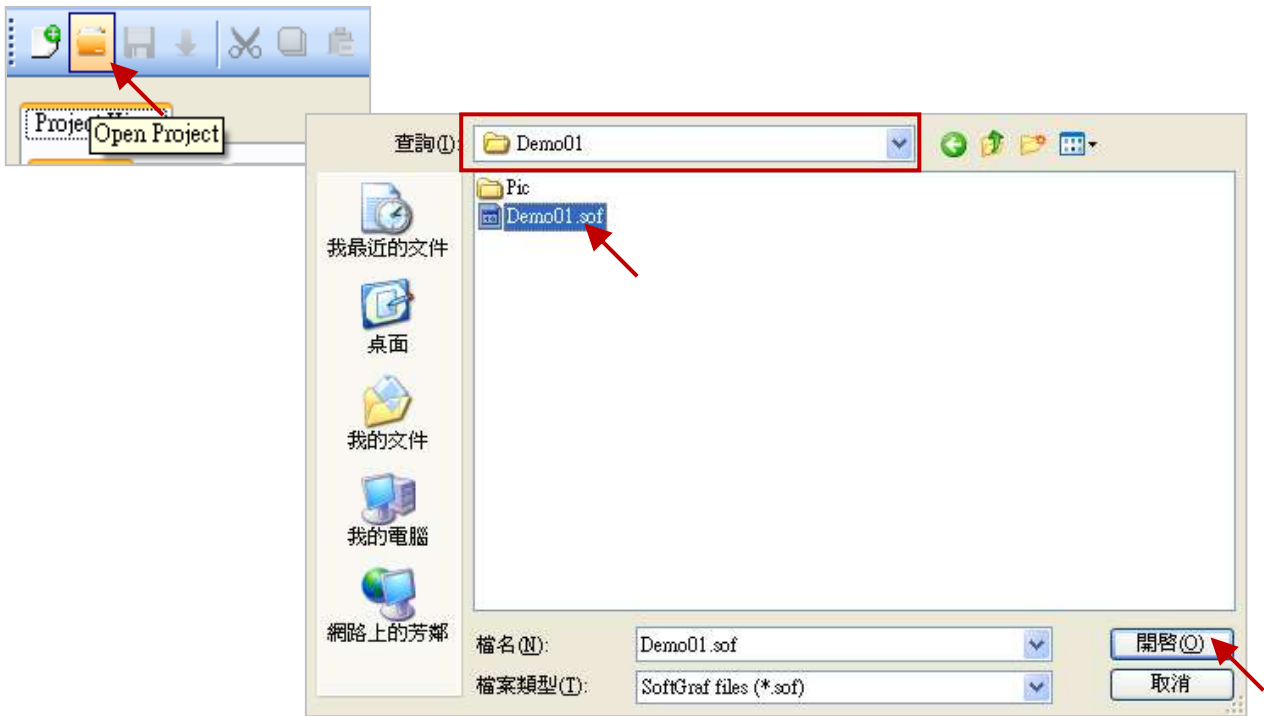 Project
Open Project
查詢(I):
Demo01
Pic
Demo01.sof
我最近的文件
桌面
我的文件
我的電腦
網路上的芳鄰
檔名(N):
Demo01.sof
開啓(O)
檔案類型(T):
SoftGraf files (*.sof)
取消